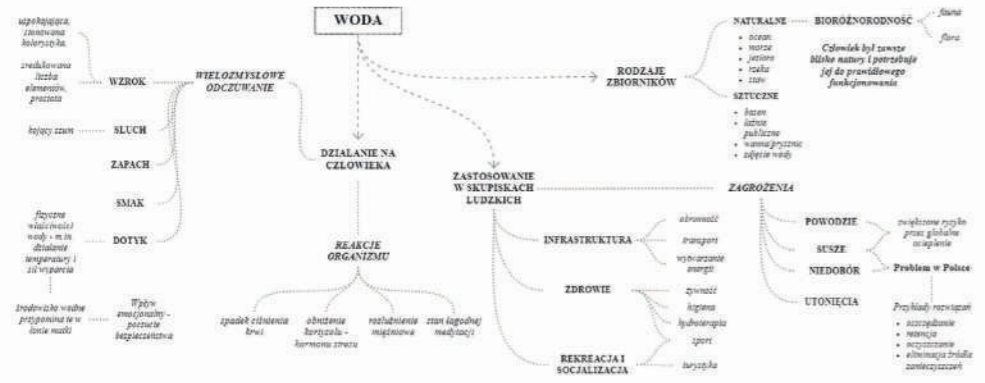 WODA
uspokajająca,
stonowana
kolorystyka,
zredukowana
liczba
elementów,
prostota
WZROK
WIELOZMYSŁOWE
ODCZUWANIE
kojący szum
SŁUCH
ZAPACH
SMAK
DOTYK
fizyczne
właściwości
wody - m.in.
działanie
temperatury i
sił wyparcia
środowisko wodne
przypomina te w
łonie matki
Wpływ
emocjonalny -
poczucie
bezpieczeństwa
DZIAŁANIE NA
CZŁOWIEKA
REAKCJE
ORGANIZMU
spadek ciśnienia
krwi
obniżenie
kortyzolu -
hormonu stresu
rozluźnienie
mięśniowe
stan łagodnej
medytacji
RODZAJE
ZBIORNIKÓW
NATURALNE
• ocean
• morze
• jezioro
• rzeka
• staw
BIORÓŻNORODNOŚĆ
fauna
flora
Człowiek był zawsze
blisko natury i potrzebuje
jej do prawidłowego
funkcjonowania
SZTUCZNE
• basen
• łaźnie
publiczne
• wanna/prysznic
• zdjęcie wody
ZASTOSOWANIE
W SKUPISKACH
LUDZKICH
INFRASTRUKTURA
obronność
transport
wytwarzanie
energii
ZDROWIE
żywność
higiena
hydroterapia
sport
REKREACJA I
SOCJALIZACJA
turystyka
ZAGROŻENIA
POWODZIE
SUSZE
NIEDOBÓR
UTONIĘCIA
zwiększone ryzyko
przez globalne
ocieplenie
Problem w Polsce
Przykłady rozwiązań
• oszczędzanie
• retencja
• oczyszczanie
• eliminacja źródła
zanieczyszczeń